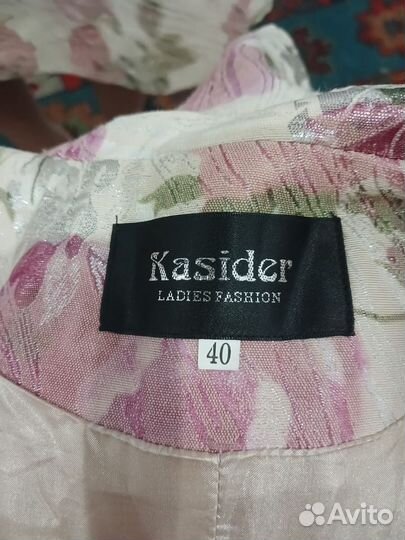 Kasider
LADIES FASHION
40
Avito